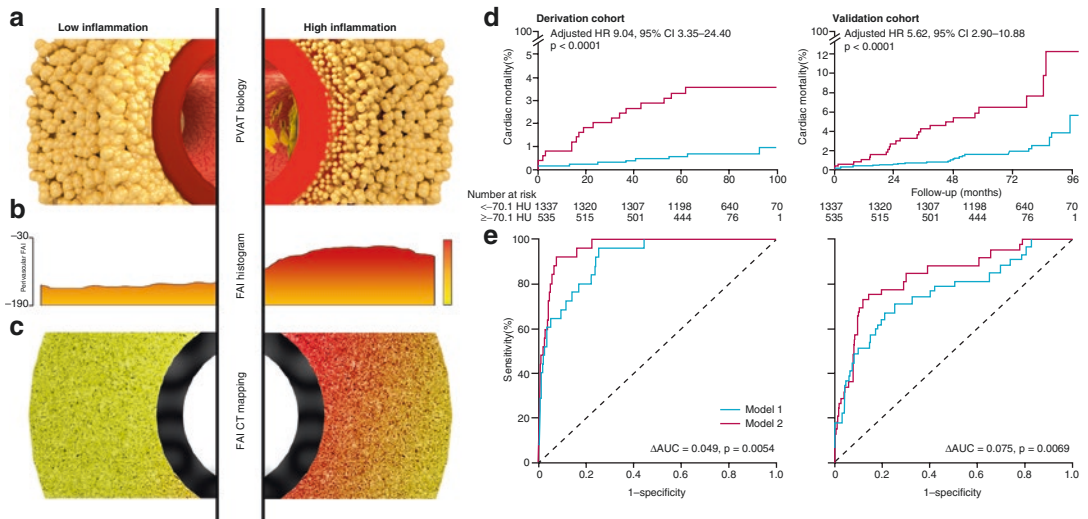 a
Low inflammation
High inflammation
PVAT biology
b
−30
Perivascular FAI
−190
FAI histogram
c
FAI CT mapping
d
Derivation cohort
Adjusted HR 9.04, 95% CI 3.35–24.40
p < 0.0001
100
5
4
3
2
1
0
Cardiac mortality(%)
0 20 40 60 80 100
Validation cohort
Adjusted HR 5.62, 95% CI 2.90–10.88
p < 0.0001
100
12
10
8
6
4
2
0
Cardiac mortality(%)
0 24 48 72 96
Follow-up (months)
Number at risk
<−70.1 HU 1337 1320 1307 1198 640 70
≥−70.1 HU 535 515 501 444 76 1
1337 1320 1307 1198 640 70
535 515 501 444 76 1
e
100
80
60
40
20
0
Sensitivity(%)
Model 1
Model 2
ΔAUC = 0.049, p = 0.0054
0 0.2 0.4 0.6 0.8 1.0
1–specificity
ΔAUC = 0.075, p = 0.0069
0 0.2 0.4 0.6 0.8 1.0
1–specificity